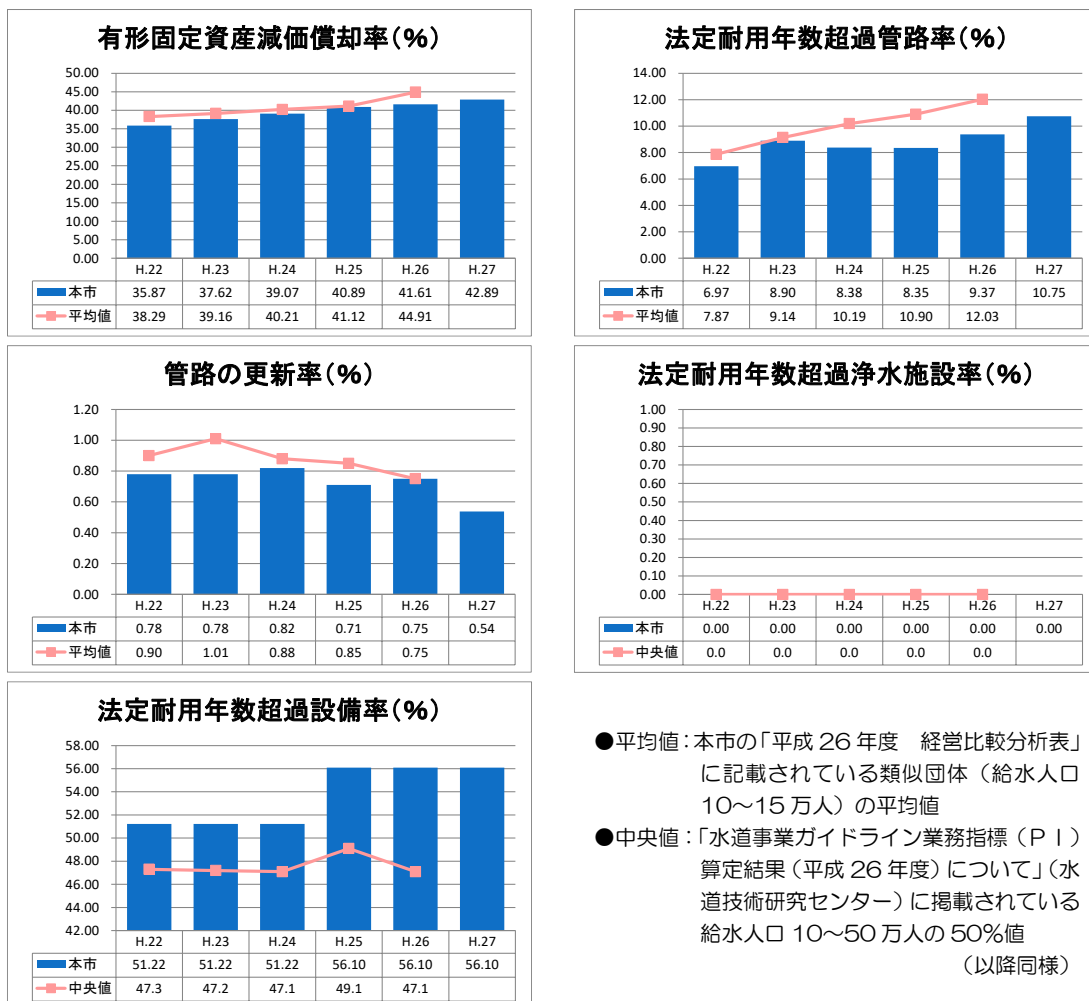 有形固定資産減価償却率(%)
50.00
45.00
40.00
35.00
30.00
25.00
20.00
15.00
10.00
5.00
0.00
H.22 H.23 H.24 H.25 H.26 H.27
本市 35.87 37.62 39.07 40.89 41.61 42.89
平均値 38.29 39.16 40.21 41.12 44.91
法定耐用年数超過管路率(%)
14.00
12.00
10.00
8.00
6.00
4.00
2.00
0.00
H.22 H.23 H.24 H.25 H.26 H.27
本市 6.97 8.90 8.38 8.35 9.37 10.75
平均値 7.87 9.14 10.19 10.90 12.03
管路の更新率(%)
1.20
1.00
0.80
0.60
0.40
0.20
0.00
H.22 H.23 H.24 H.25 H.26 H.27
本市 0.78 0.78 0.82 0.71 0.75 0.54
平均値 0.90 1.01 0.88 0.85 0.75
法定耐用年数超過浄水施設率(%)
1.00
0.90
0.80
0.70
0.60
0.50
0.40
0.30
0.20
0.10
0.00
H.22 H.23 H.24 H.25 H.26 H.27
本市 0.00 0.00 0.00 0.00 0.00 0.00
中央値 0.0 0.0 0.0 0.0 0.0
法定耐用年数超過設備率(%)
58.00
56.00
54.00
52.00
50.00
48.00
46.00
44.00
42.00
H.22 H.23 H.24 H.25 H.26 H.27
本市 51.22 51.22 51.22 56.10 56.10 56.10
中央値 47.3 47.2 47.1 49.1 47.1
●平均値:本市の「平成 26 年度　経営比較分析表」
に記載されている類似団体（給水人口
10～15 万人）の平均値
●中央値:「水道事業ガイドライン業務指標（ＰＩ）
算定結果（平成 26 年度）について」（水
道技術研究センター）に掲載されている
給水人口 10～50 万人の 50%値
（以降同様）